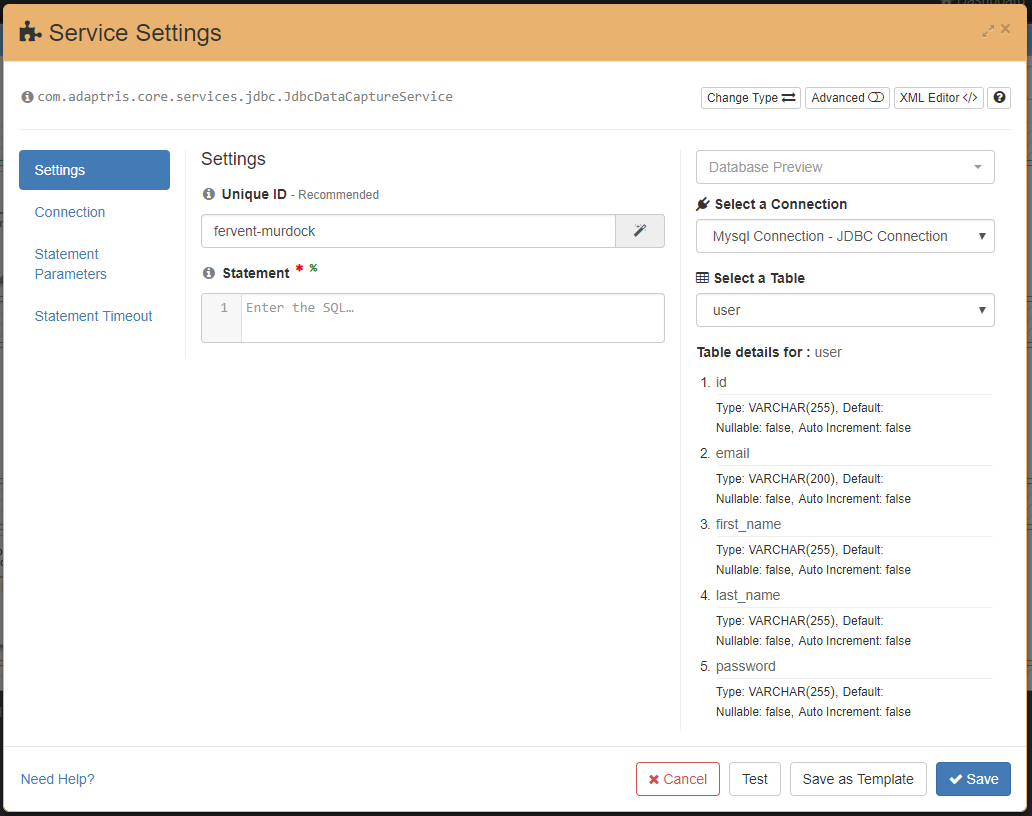 Service Settings
com.adaptris.core.services.jdbc.JdbcDataCaptureService
Change Type
Advanced
XML Editor </>
Settings
Connection
Statement
Parameters
Statement Timeout
Settings
Unique ID - Recommended
fervent-murdock
Statement * %
1 Enter the SQL…
Database Preview
Select a Connection
Mysql Connection - JDBC Connection
Select a Table
user
Table details for : user
1. id
Type: VARCHAR(255), Default:
Nullable: false, Auto Increment: false
2. email
Type: VARCHAR(200), Default:
Nullable: false, Auto Increment: false
3. first_name
Type: VARCHAR(255), Default:
Nullable: false, Auto Increment: false
4. last_name
Type: VARCHAR(255), Default:
Nullable: false, Auto Increment: false
5. password
Type: VARCHAR(255), Default:
Nullable: false, Auto Increment: false
Need Help?
Cancel
Test
Save as Template
Save